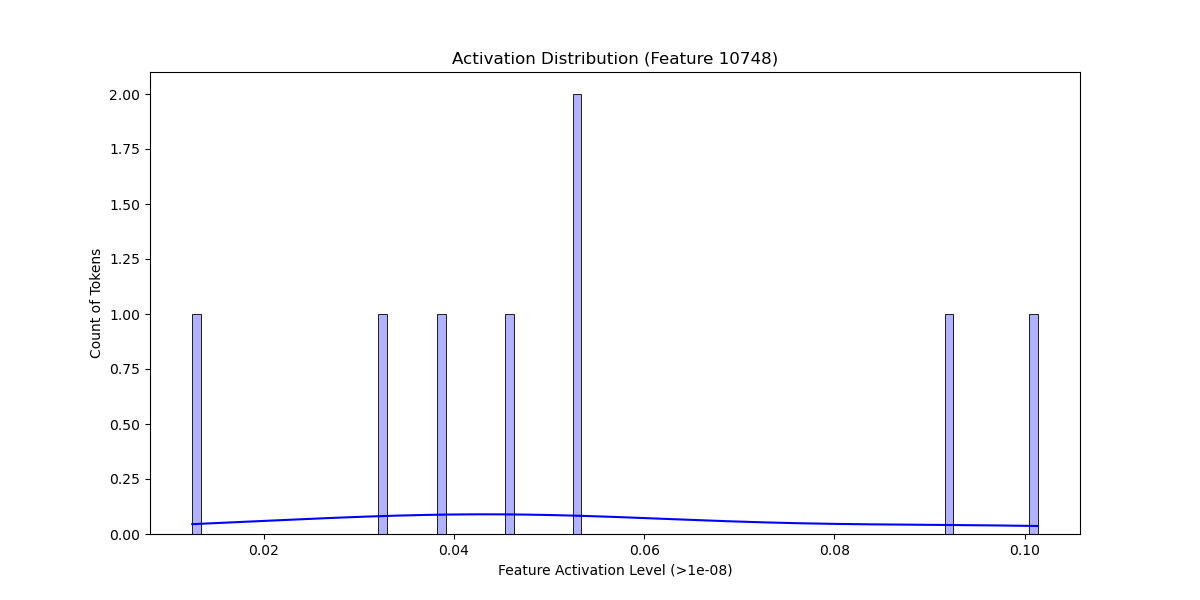 Activation Distribution (Feature 10748)
2.00
1.75
1.50
1.25
1.00
0.75
0.50
0.25
0.00
Count of Tokens
0.02 0.04 0.06 0.08 0.10
Feature Activation Level (>1e-08)